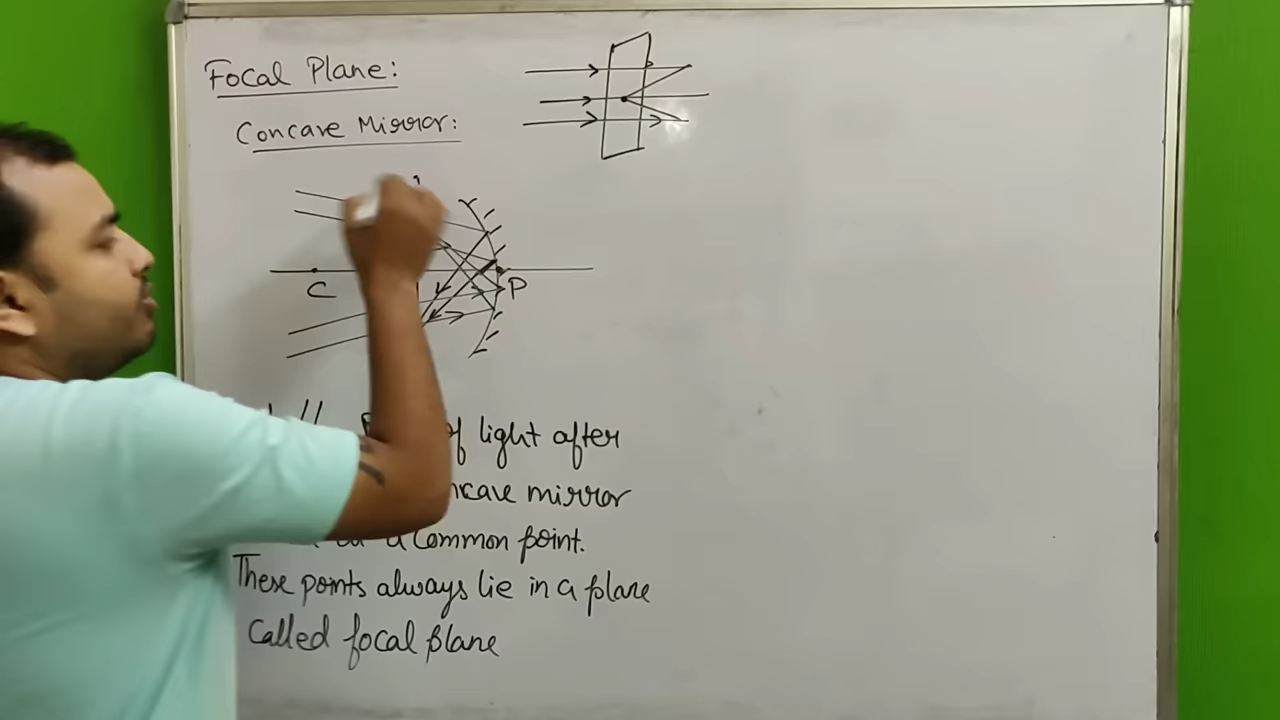 Focal Plane:
Concave Mirror:
C
P
of light after
mirror
a common point.
These points always lie in a plane
Called focal plane